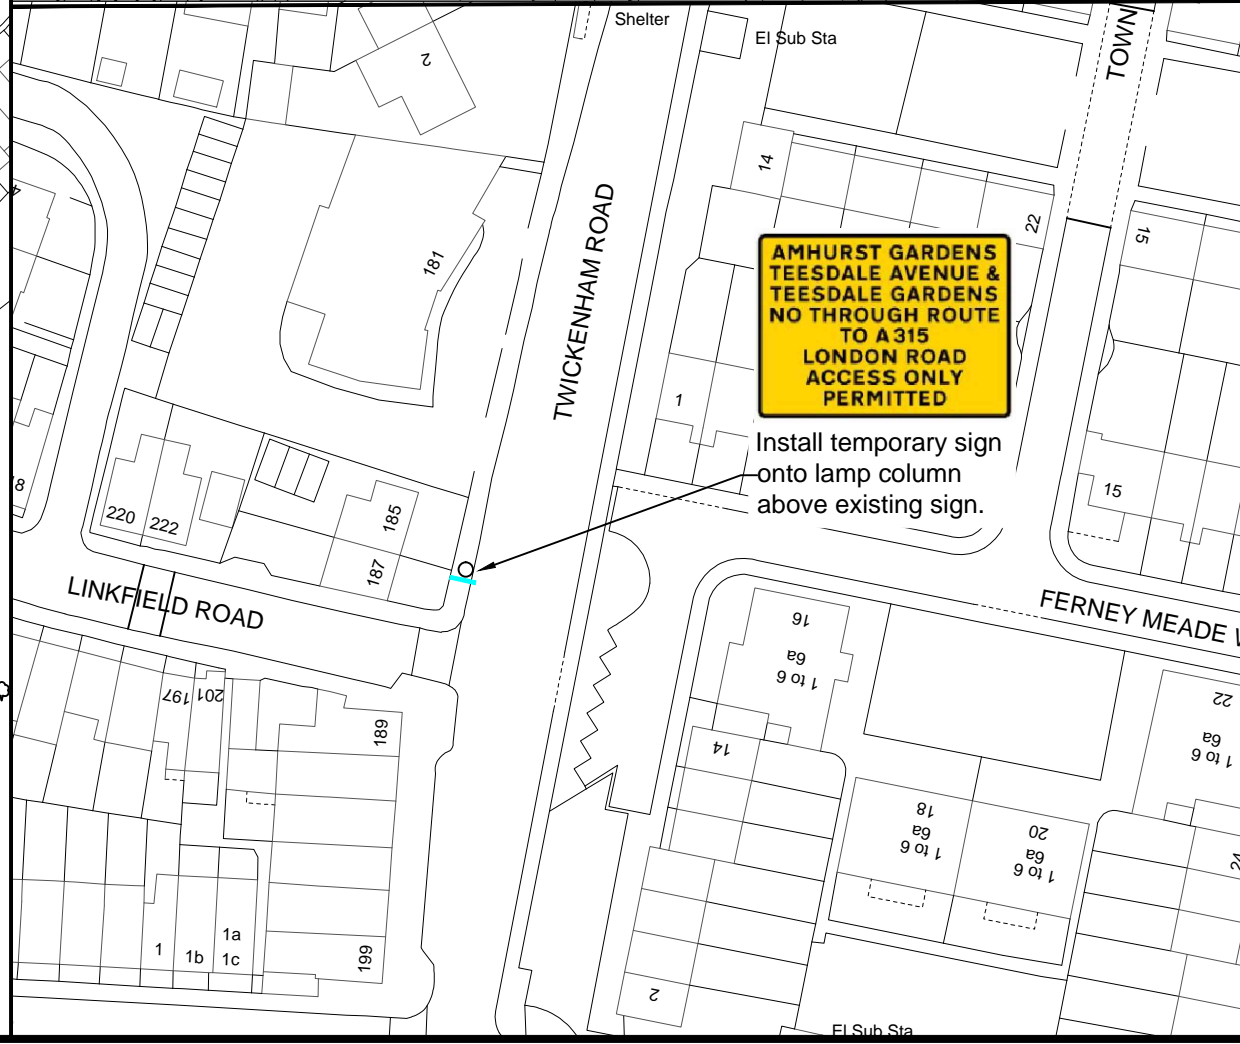 Shelter
El Sub Sta
TOWN
2
14
22
15
4
181
TWICKENHAM ROAD
AMHURST GARDENS
TEESDALE AVENUE &
TEESDALE GARDENS
NO THROUGH ROUTE
TO A315
LONDON ROAD
ACCESS ONLY
PERMITTED
1
Install temporary sign
onto lamp column
above existing sign.
15
8
220
222
185
187
LINKFIELD ROAD
FERNEY MEADE
16
6a
1 to 6
197
201
189
14
22
6a
1 to 6
18
6a
1 to 6
20
6a
1 to 6
24
1
1b
1a
1c
199
2
El Sub Sta